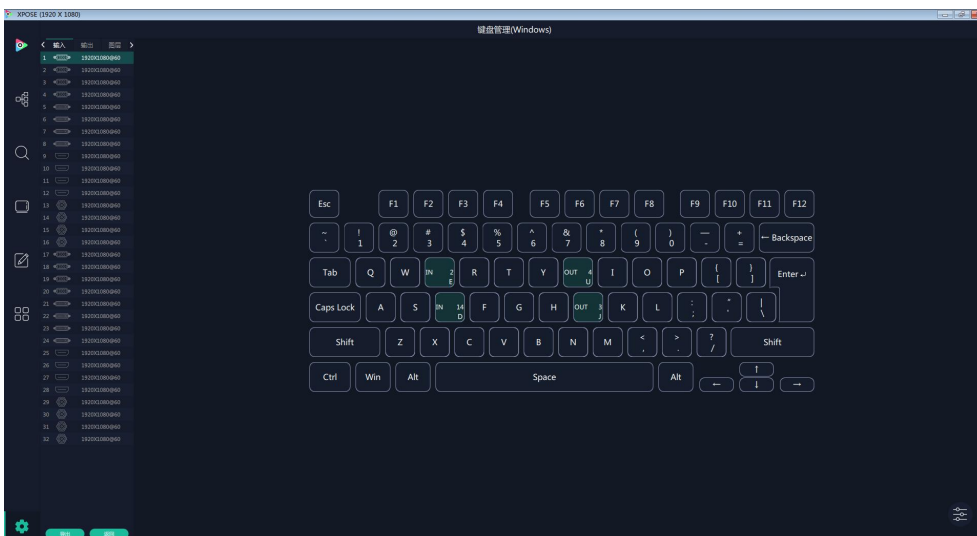 XPOSE (1920 X 1080)
键盘管理(Windows)
输入 输出 图层
1 1920X1080@60
2 1920X1080@60
3 1920X1080@60
4 1920X1080@60
5 1920X1080@60
6 1920X1080@60
7 1920X1080@60
8 1920X1080@60
9 1920X1080@60
10 1920X1080@60
11 1920X1080@60
12 1920X1080@60
13 1920X1080@60
14 1920X1080@60
15 1920X1080@60
16 1920X1080@60
17 1920X1080@60
18 1920X1080@60
19 1920X1080@60
20 1920X1080@60
21 1920X1080@60
22 1920X1080@60
23 1920X1080@60
24 1920X1080@60
25 1920X1080@60
26 1920X1080@60
27 1920X1080@60
28 1920X1080@60
29 1920X1080@60
30 1920X1080@60
31 1920X1080@60
32 1920X1080@60
Esc F1 F2 F3 F4 F5 F6 F7 F8 F9 F10 F11 F12
~ ! @ # $ % ^ & * ( ) — +
` 1 2 3 4 5 6 7 8 9 0 - = ← Backspace
Tab Q W IN 2 E R T Y OUT 4 U I O P { [ } ] Enter ↵
Caps Lock A S IN 14 D F G H OUT 3 J K L : ; " ' | \
Shift Z X C V B N M < , > . ? / Shift
Ctrl Win Alt Space Alt ← ↑ ↓ →